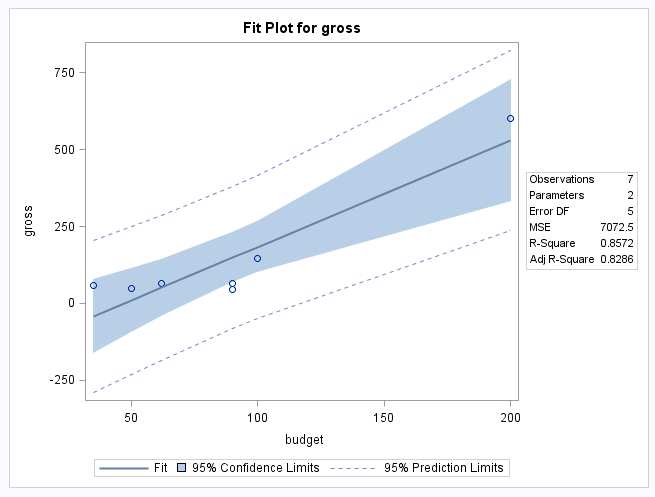 Fit Plot for gross
750
500
250
0
-250
gross
50 100 150 200
budget
Observations 7
Parameters 2
Error DF 5
MSE 7072.5
R-Square 0.8572
Adj R-Square 0.8286
Fit 95% Confidence Limits 95% Prediction Limits